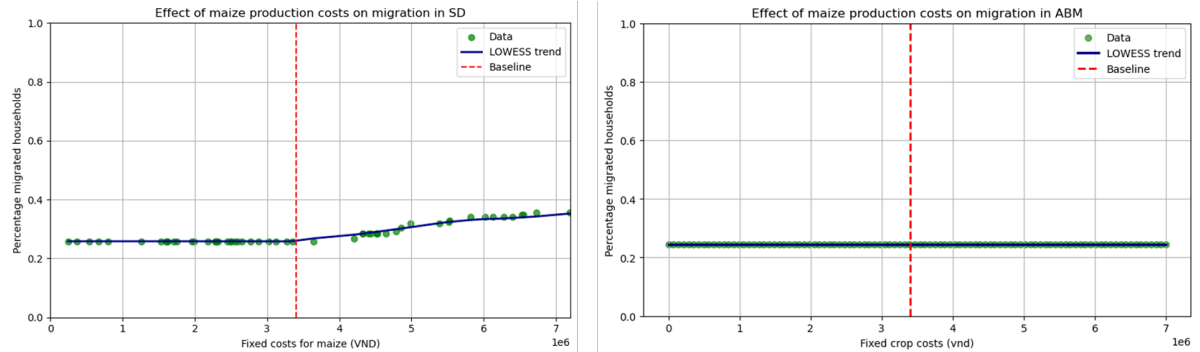 Effect of maize production costs on migration in SD
Percentage migrated households
1.0
0.8
0.6
0.4
0.2
0.0
Data
LOWESS trend
Baseline
0 1 2 3 4 5 6 7
1e6
Fixed costs for maize (VND)
Effect of maize production costs on migration in ABM
Percentage migrated households
1.0
0.8
0.6
0.4
0.2
0.0
Data
LOWESS trend
Baseline
0 1 2 3 4 5 6 7
1e6
Fixed crop costs (vnd)